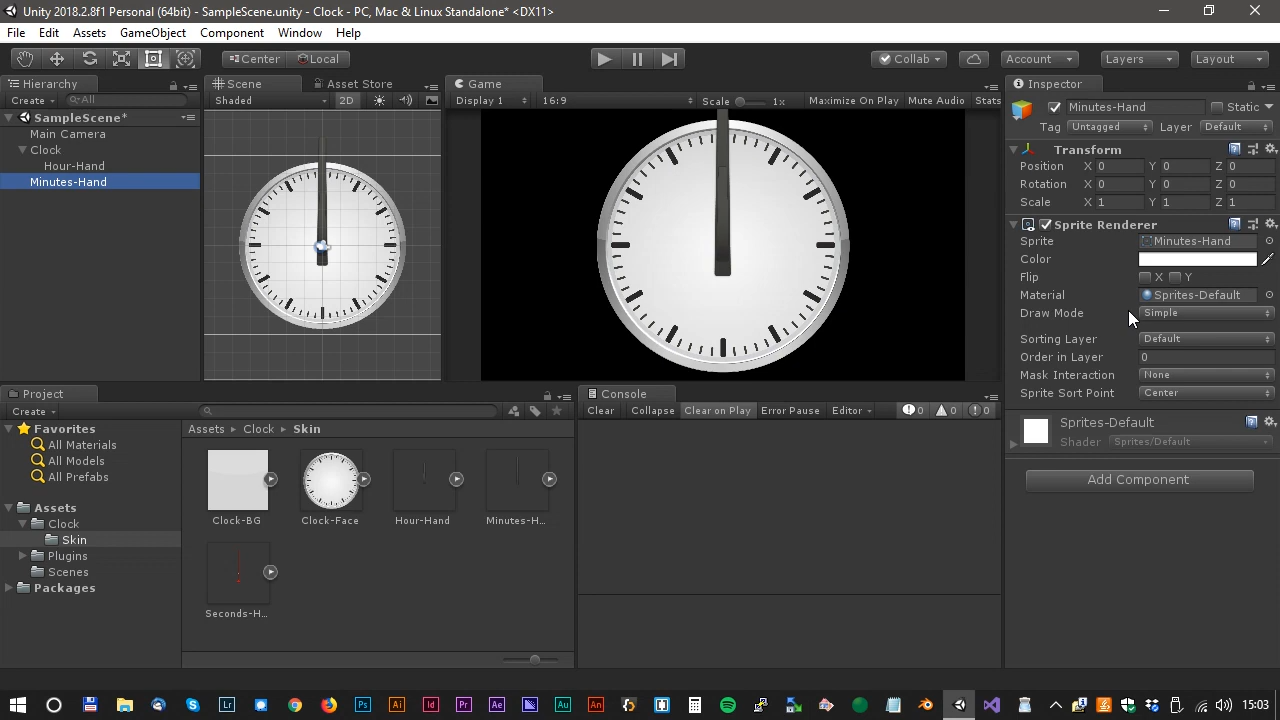 Unity 2018.2.8f1 Personal (64bit) - SampleScene.unity - Clock - PC, Mac & Linux Standalone* <DX11>
File Edit Assets GameObject Component Window Help
Center Local Collab Account Layers Layout
Hierarchy Scene Asset Store Game Inspector
Create All Shaded 2D Display 1 16:9 Scale 1x Maximize On Play Mute Audio Stats
Minutes-Hand Static
SampleScene*
Tag Untagged Layer Default
Main Camera
Clock
Transform
Hour-Hand
Position X 0 Y 0 Z 0
Minutes-Hand
Rotation X 0 Y 0 Z 0
Scale X 1 Y 1 Z 1
Sprite Renderer
Sprite Minutes-Hand
Color
Flip X Y
Material Sprites-Default
Draw Mode Simple
Sorting Layer Default
Order in Layer 0
Mask Interaction None
Sprite Sort Point Center
Project Console
Create Clear Collapse Clear on Play Error Pause Editor 0 0 0
Sprites-Default
Shader Sprites/Default
Favorites Assets Clock Skin
All Materials
All Models
All Prefabs
Add Component
Assets
Clock
Skin
Plugins
Scenes
Packages
Clock-BG Clock-Face Hour-Hand Minutes-H...
Seconds-H...
15:03